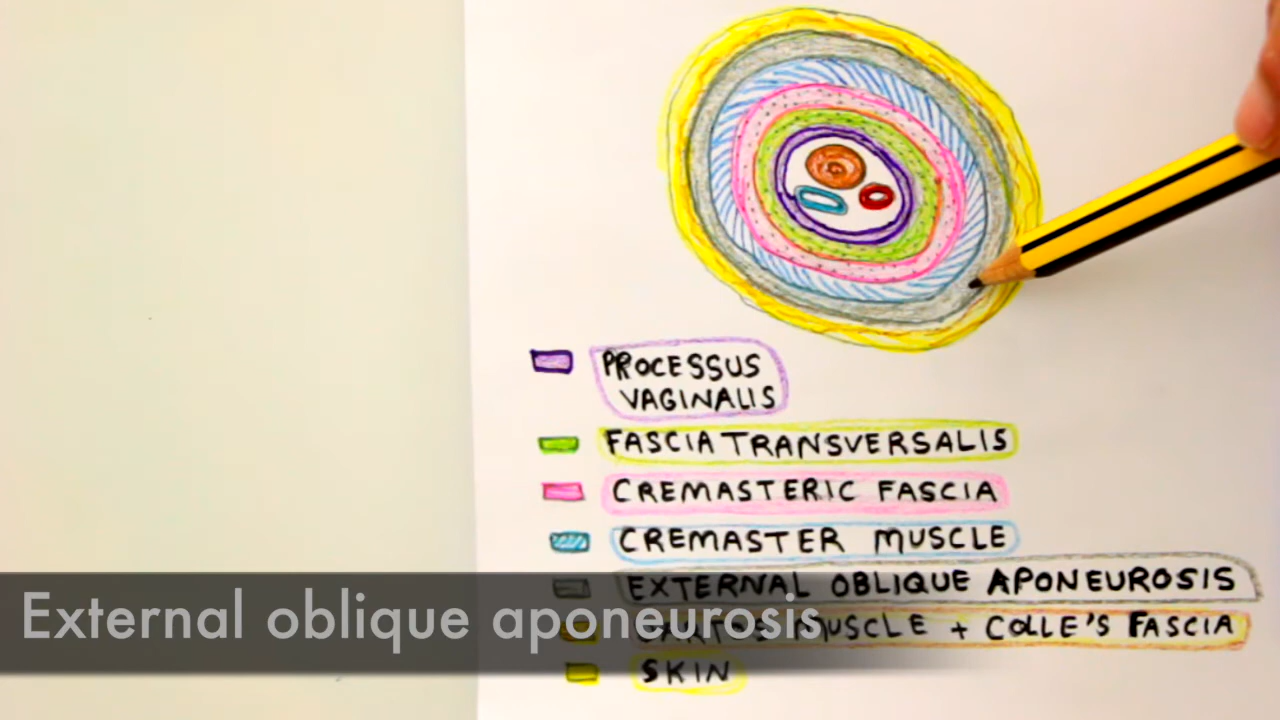 PROCESSUS
VAGINALIS
FASCIA TRANSVERSALIS
CREMASTERIC FASCIA
CREMASTER MUSCLE
EXTERNAL OBLIQUE APONEUROSIS
External oblique aponeurosis
MUSCLE + COLLE'S FASCIA
SKIN